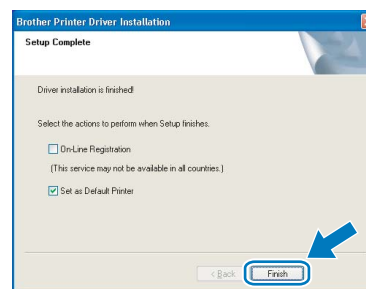 Brother Printer Driver Installation
Setup Complete
Driver installation is finished!
Select the actions to perform when Setup finishes.
On-Line Registration
(This service may not be available in all countries.)
Set as Default Printer
< Back
Finish